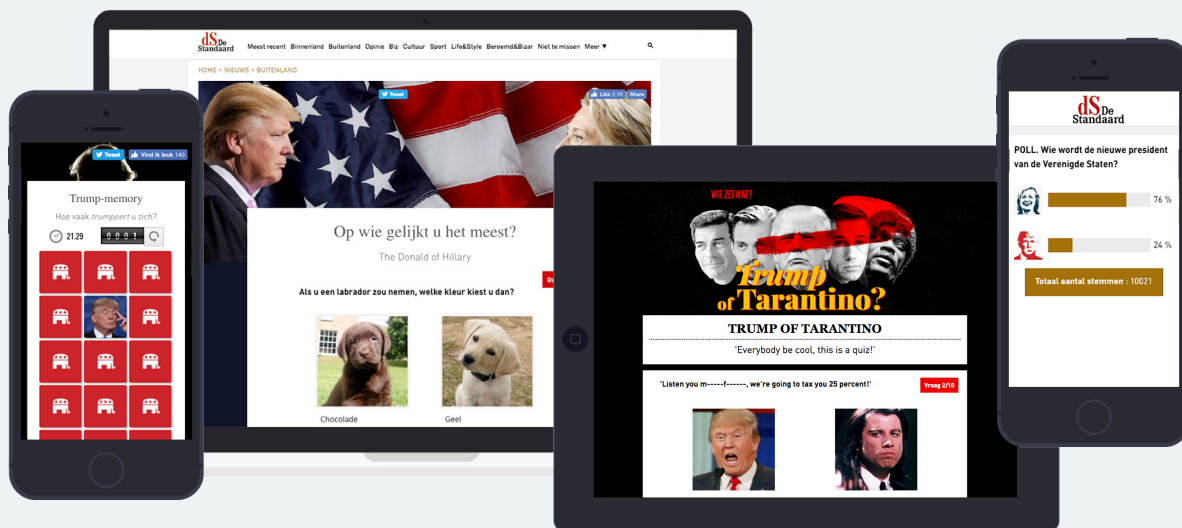 dS De
Standaard
Meest recent Binnenland Buitenland Opinie Biz Cultuur Sport Life&Style Beroemd&Bizar Niet te missen Meer ▼
HOME > NIEUWS > BUITENLAND
Tweet
Like 2.1K Share
Op wie gelijkt u het meest?
The Donald of Hillary
Als u een labrador zou nemen, welke kleur kiest u dan?
Chocolade
Geel
Tweet
Vind ik leuk 140
Trump-memory
Hoe vaak trumpeert u zich?
21.29
0001
WIE ZEI WAT?
Trump
of Tarantino?
TRUMP OF TARANTINO
'Everybody be cool, this is a quiz!'
'Listen you m-----f------, we're going to tax you 25 percent!'
Vraag 2/10
dS De
Standaard
POLL. Wie wordt de nieuwe president
van de Verenigde Staten?
76 %
24 %
Totaal aantal stemmen : 10021